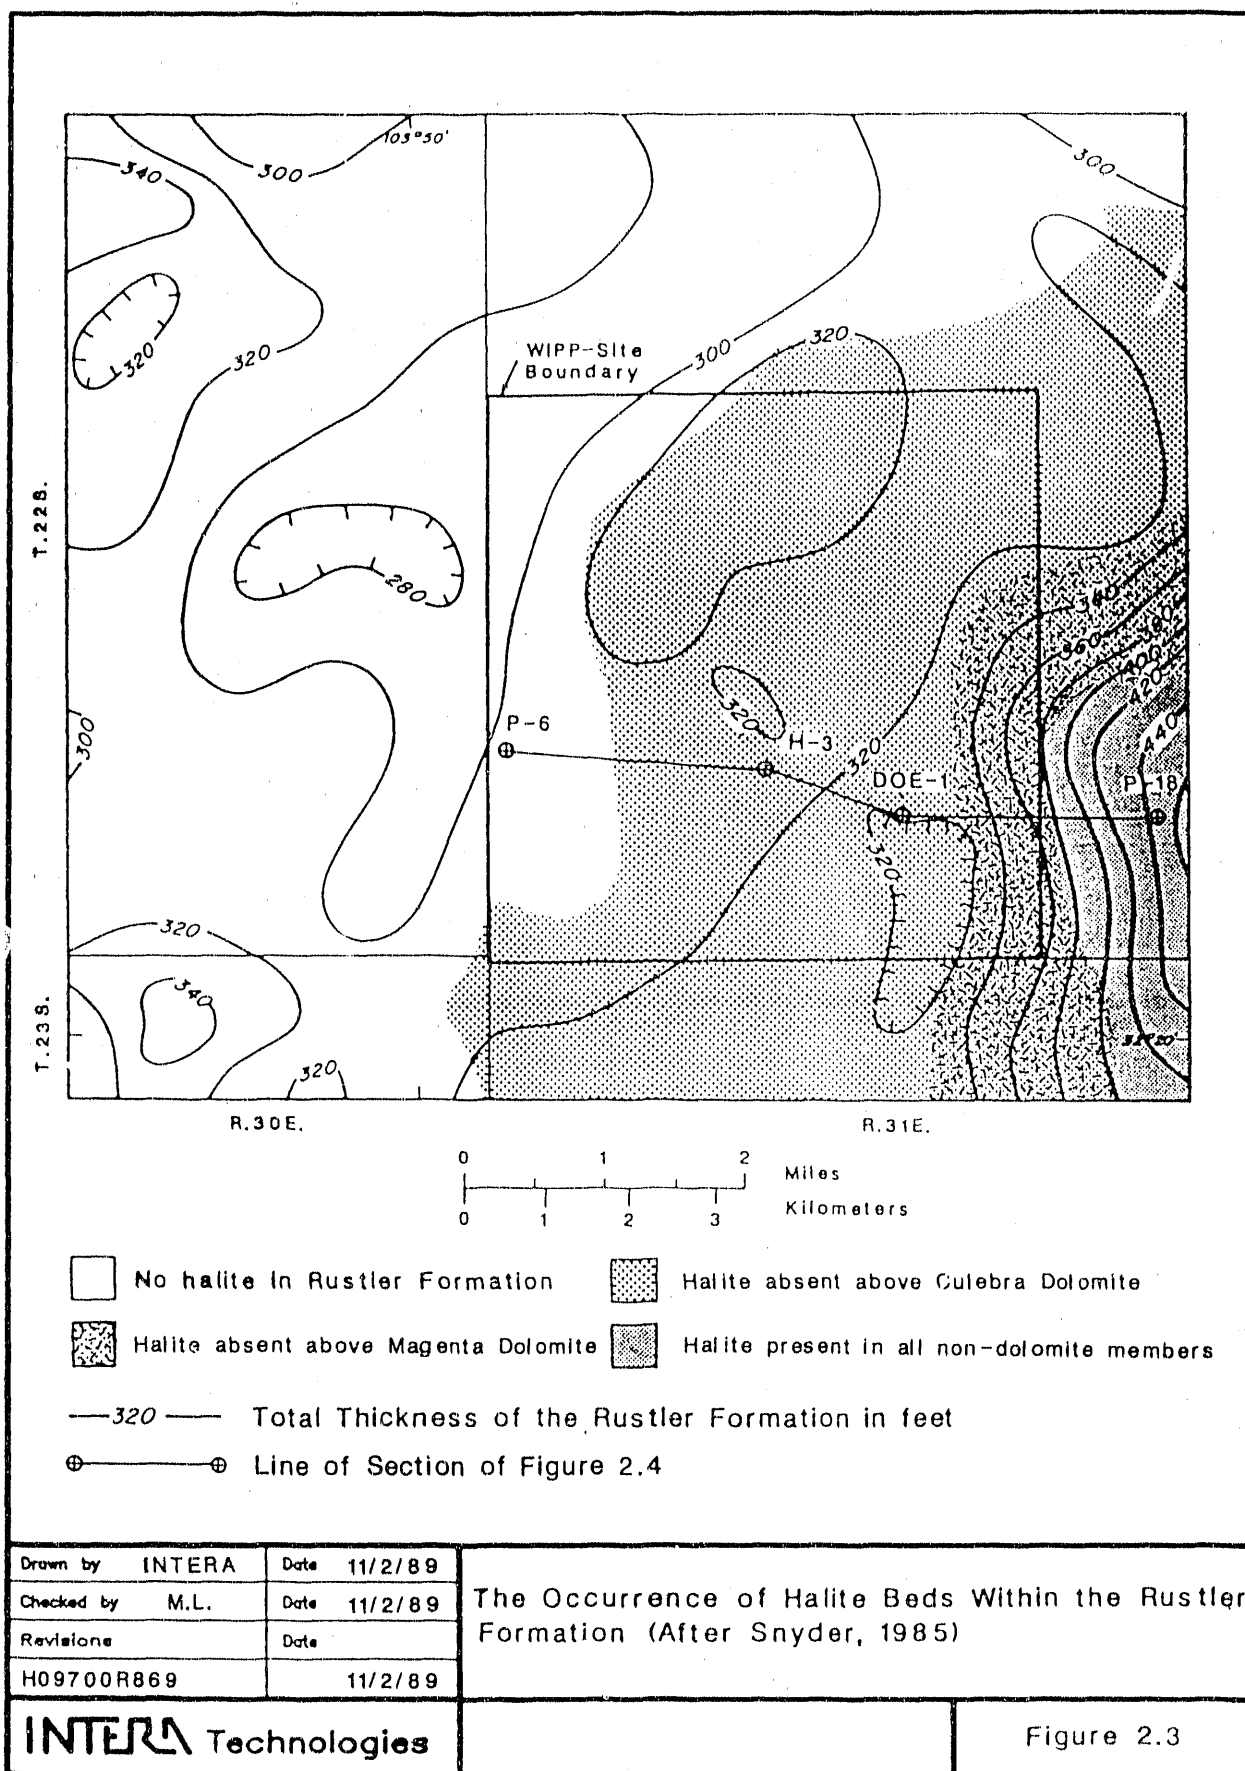 103°50'
300
340
300
320
320
320
300
WIPP-Site
Boundary
T.22S.
280
340
360
380
400
420
440
300
P-6
320
H-3
320
DOE-1
P-18
320
320
340
T.23S.
320
R.30E.
R.31E.
0 1 2
Miles
Kilometers
0 1 2 3
No halite in Rustler Formation
Halite absent above Culebra Dolomite
Halite absent above Magenta Dolomite
Halite present in all non-dolomite members
320 Total Thickness of the Rustler Formation in feet
Line of Section of Figure 2.4
Drawn by INTERA Date 11/2/89
Checked by M.L. Date 11/2/89
Revisions Date
H09700R869 11/2/89
The Occurrence of Halite Beds Within the Rustler
Formation (After Snyder, 1985)
INTERA Technologies
Figure 2.3